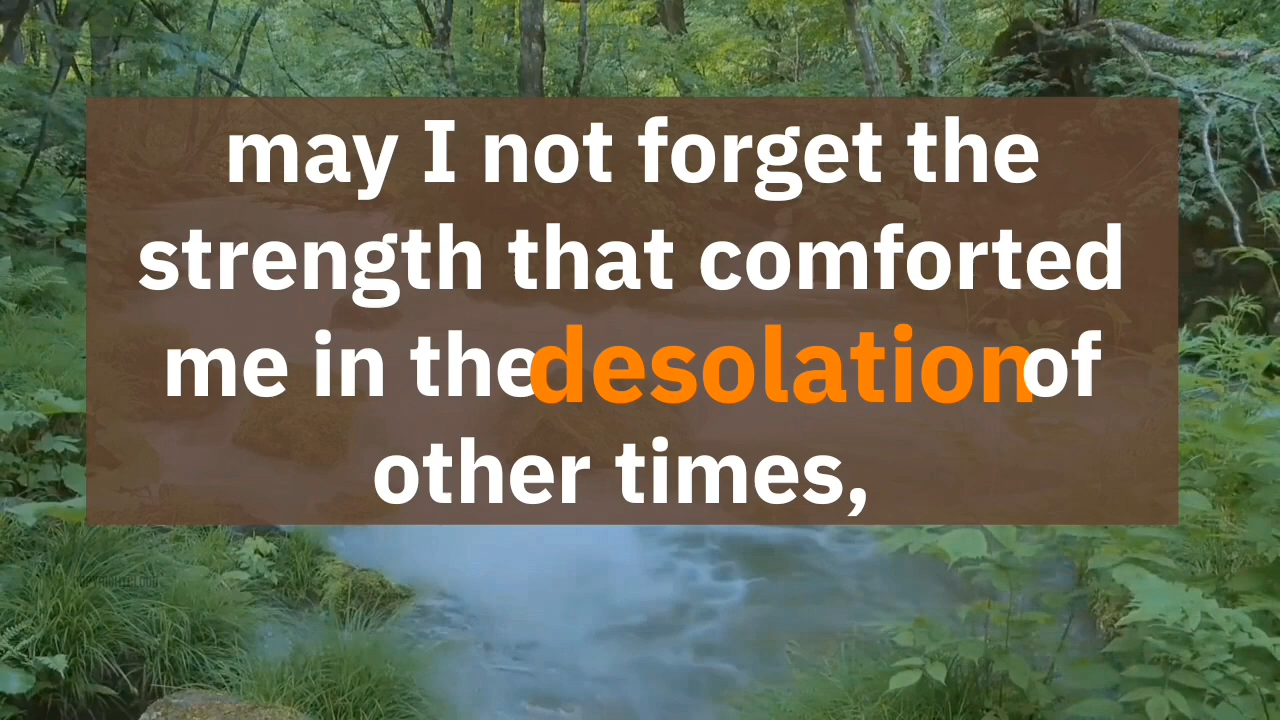 may I not forget the
strength that comforted
me in the desolation of
other times,